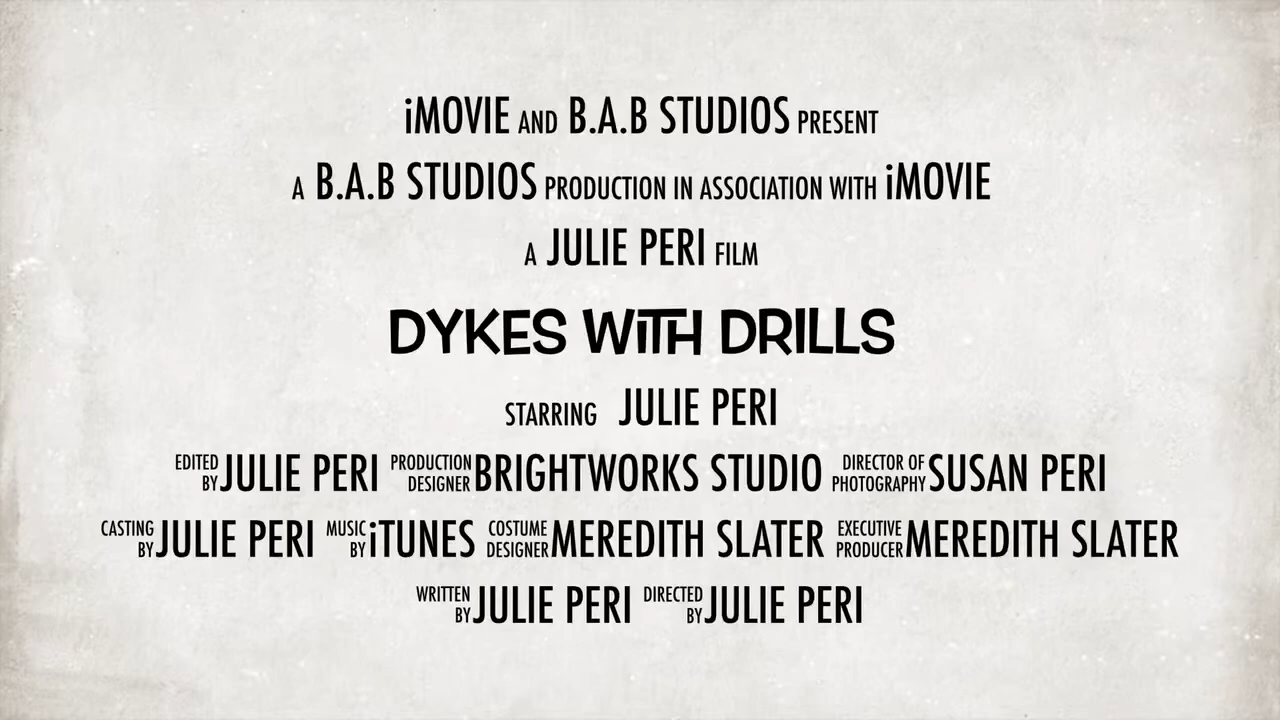 iMOVIE AND B.A.B STUDIOS PRESENT
A B.A.B STUDIOS PRODUCTION IN ASSOCIATION WITH iMOVIE
A JULIE PERI FILM
DYKES WiTH DRILLS
STARRING JULIE PERI
EDITED BY JULIE PERI PRODUCTION DESIGNER BRIGHTWORKS STUDIO DIRECTOR OF PHOTOGRAPHY SUSAN PERI
CASTING BY JULIE PERI MUSIC BY iTUNES COSTUME DESIGNER MEREDITH SLATER EXECUTIVE PRODUCER MEREDITH SLATER
WRITTEN BY JULIE PERI DIRECTED BY JULIE PERI